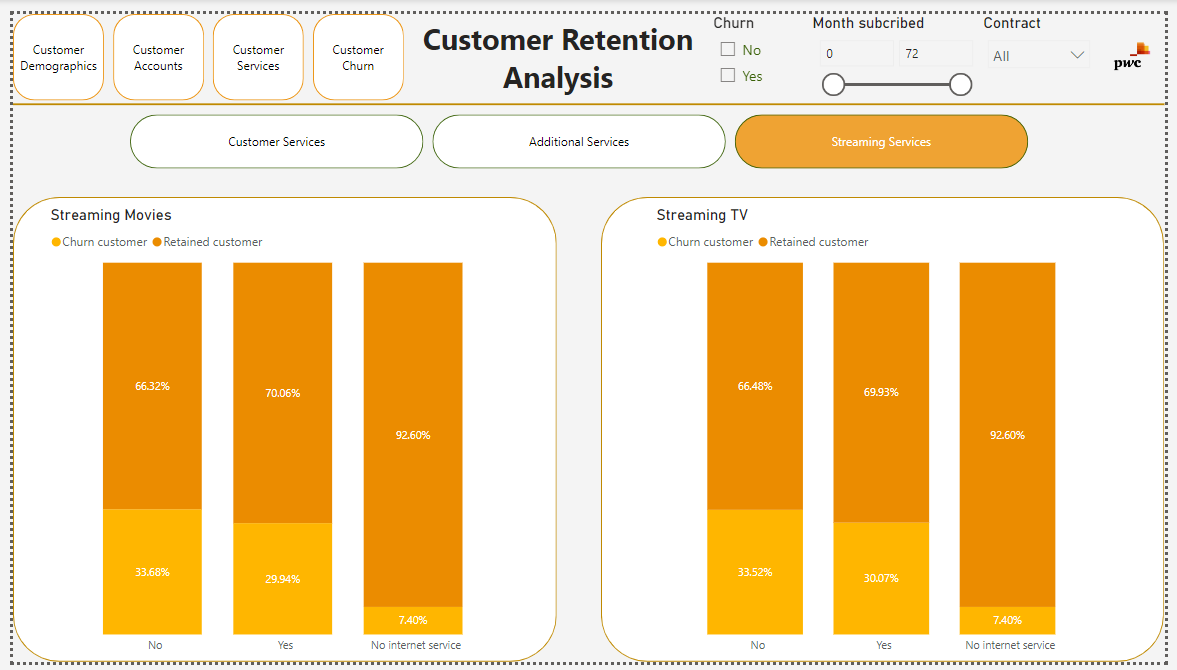 Customer
Demographics
Customer
Accounts
Customer
Services
Customer
Churn
Customer Retention
Analysis
Churn
No
Yes
Month subcribed
0
72
Contract
All
pwc
Customer Services
Additional Services
Streaming Services
Streaming Movies
Churn customer
Retained customer
66.32%
70.06%
92.60%
33.68%
29.94%
7.40%
No
Yes
No internet service
Streaming TV
Churn customer
Retained customer
66.48%
69.93%
92.60%
33.52%
30.07%
7.40%
No
Yes
No internet service